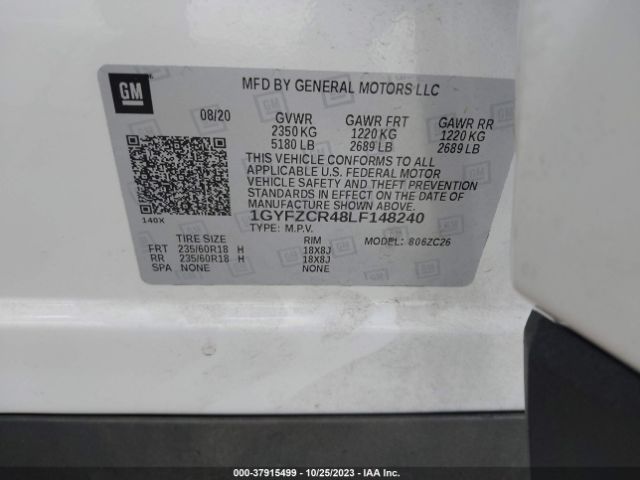 GM
MFD BY GENERAL MOTORS LLC
08/20 GVWR GAWR FRT GAWR RR
2350 KG 1220 KG 1220 KG
5180 LB 2689 LB 2689 LB
THIS VEHICLE CONFORMS TO ALL
APPLICABLE U.S. FEDERAL MOTOR
VEHICLE SAFETY AND THEFT PREVENTION
STANDARDS IN EFFECT ON THE DATE OF
MANUFACTURE SHOWN ABOVE.
140X 1GYFZCR48LF148240
TYPE: M.P.V.
TIRE SIZE RIM MODEL: 806ZC26
FRT 235/60R18 H 18X8J
RR 235/60R18 H 18X8J
SPA NONE NONE
000-37915499 - 10/25/2023 - IAA Inc.